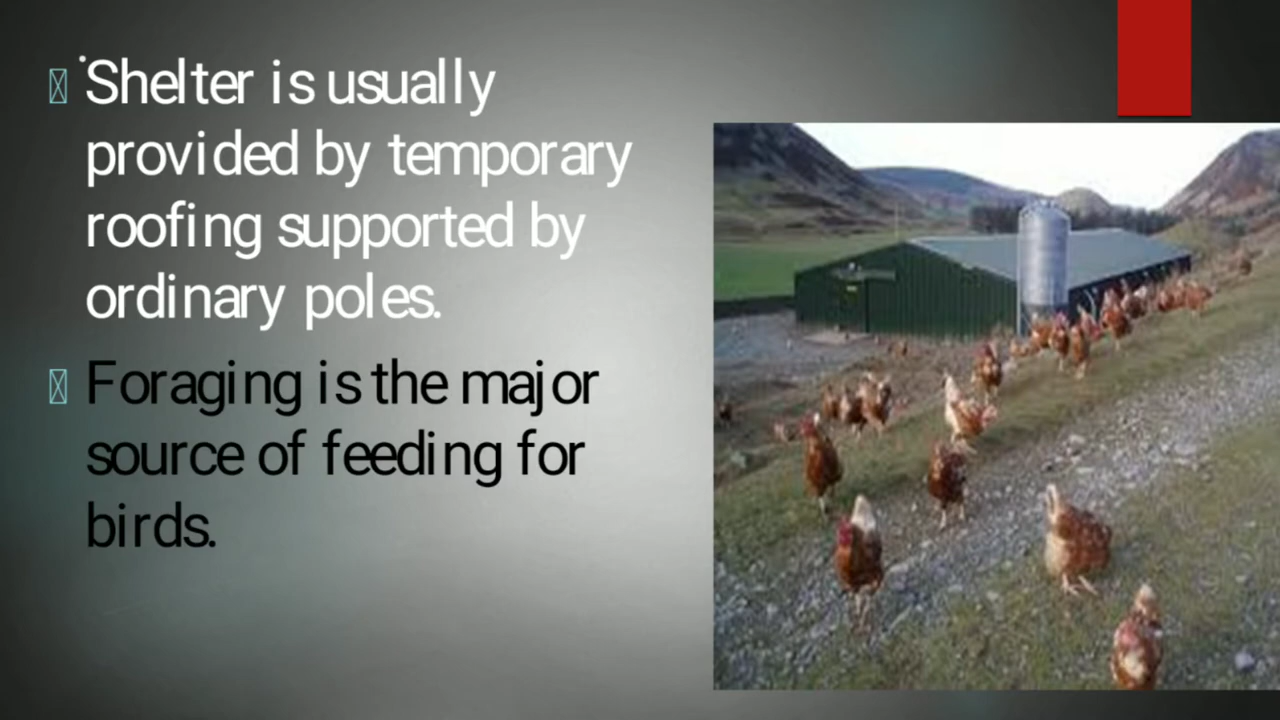 Shelter is usually
provided by temporary
roofing supported by
ordinary poles.
Foraging is the major
source of feeding for
birds.